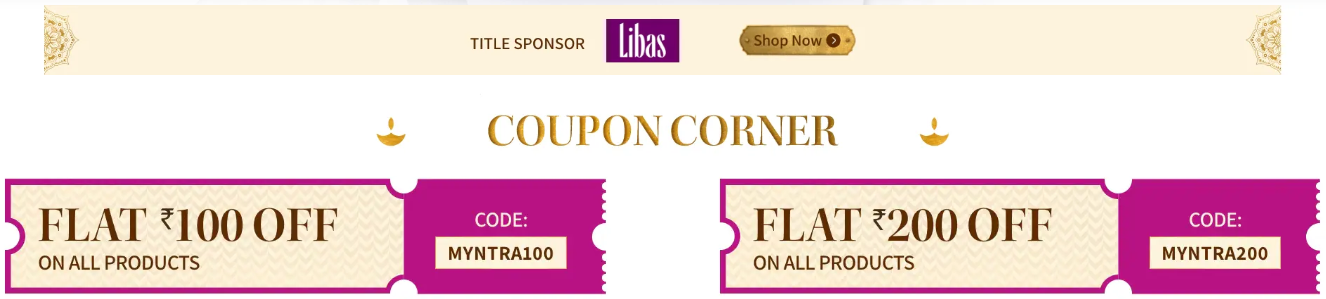 TITLE SPONSOR Libas Shop Now
COUPON CORNER
FLAT ₹100 OFF
ON ALL PRODUCTS
CODE:
MYNTRA100
FLAT ₹200 OFF
ON ALL PRODUCTS
CODE:
MYNTRA200